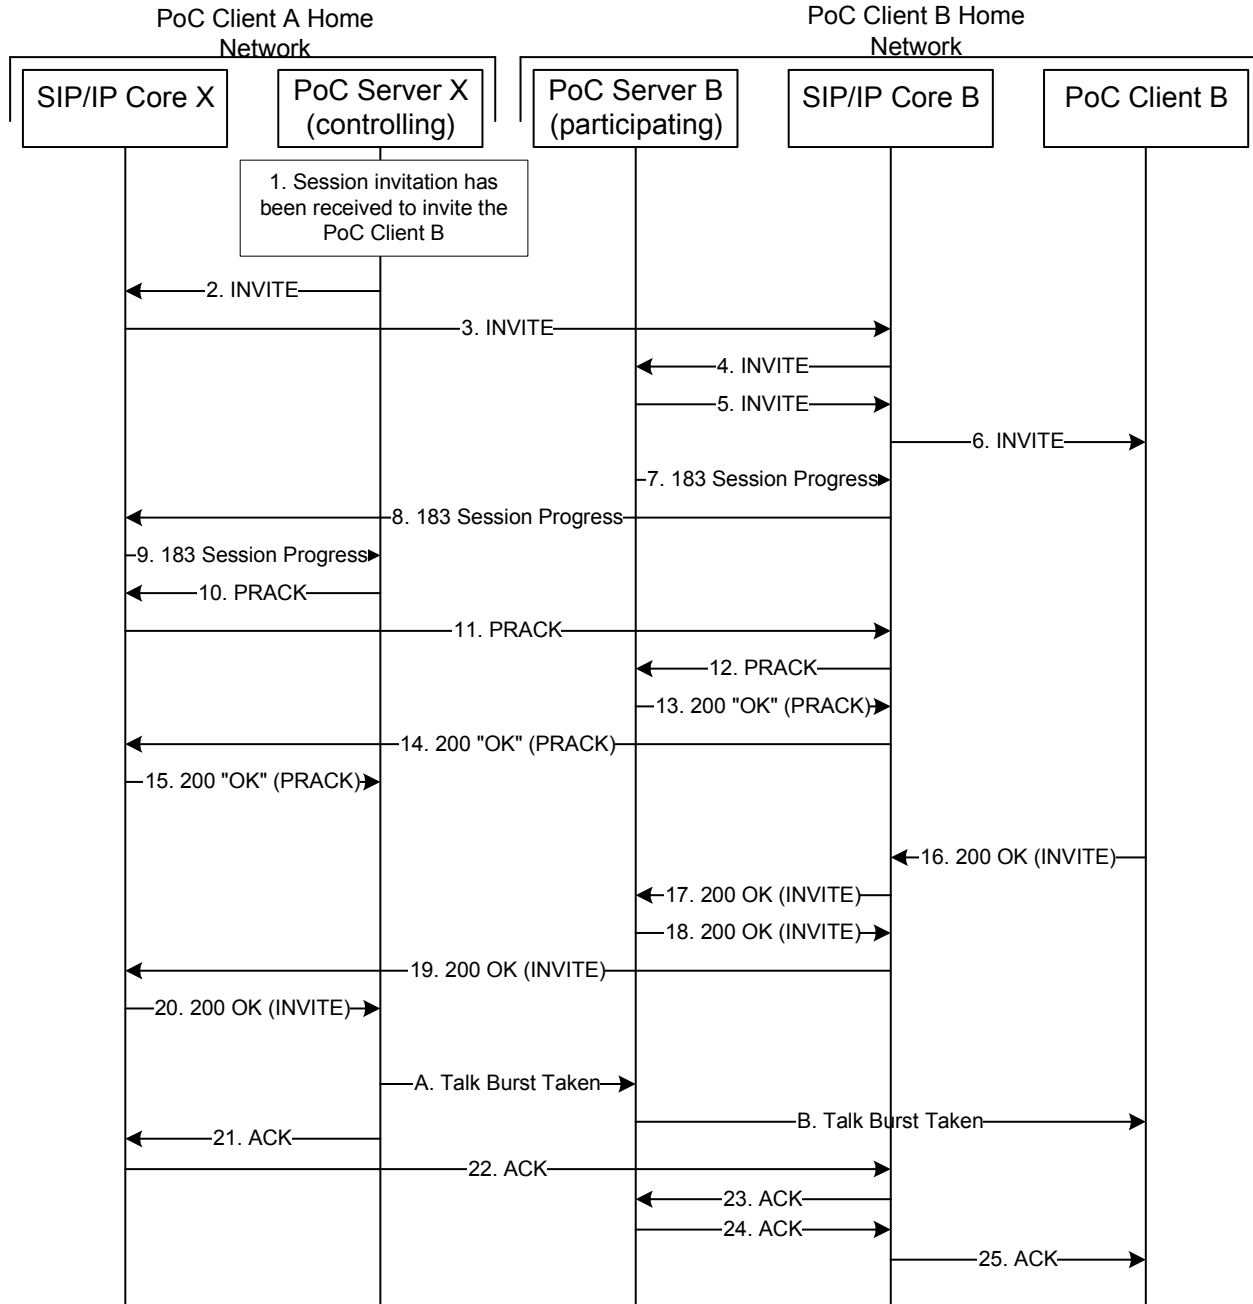 PoC Client A Home
Network
PoC Client B Home
Network
SIP/IP Core X
PoC Server X
(controlling)
PoC Server B
(participating)
SIP/IP Core B
PoC Client B
1. Session invitation has
been received to invite the
PoC Client B
2. INVITE
3. INVITE
4. INVITE
5. INVITE
6. INVITE
7. 183 Session Progress
8. 183 Session Progress
9. 183 Session Progress
10. PRACK
11. PRACK
12. PRACK
13. 200 "OK" (PRACK)
14. 200 "OK" (PRACK)
15. 200 "OK" (PRACK)
16. 200 OK (INVITE)
17. 200 OK (INVITE)
18. 200 OK (INVITE)
19. 200 OK (INVITE)
20. 200 OK (INVITE)
A. Talk Burst Taken
B. Talk Burst Taken
21. ACK
22. ACK
23. ACK
24. ACK
25. ACK